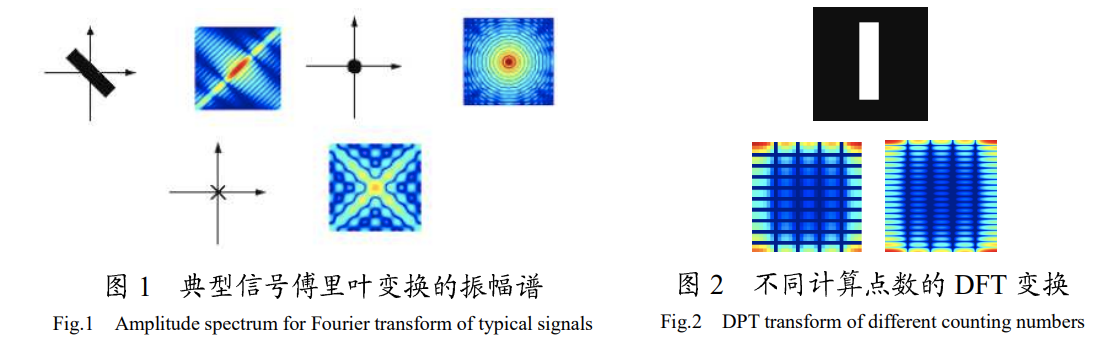 图 1 典型信号傅里叶变换的振幅谱
Fig.1 Amplitude spectrum for Fourier transform of typical signals
图 2 不同计算点数的 DFT 变换
Fig.2 DPT transform of different counting numbers